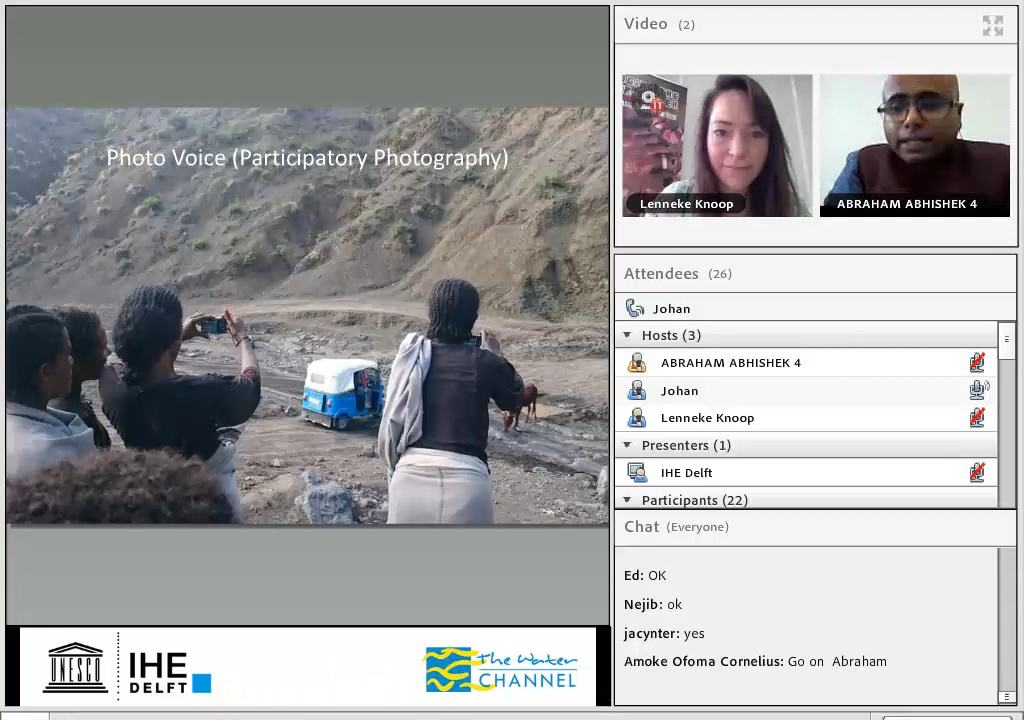 Photo Voice (Participatory Photography)
UNESCO
IHE
DELFT
The Water
CHANNEL
Video (2)
Lenneke Knoop
ABRAHAM ABHISHEK 4
Attendees (26)
Johan
Hosts (3)
ABRAHAM ABHISHEK 4
Johan
Lenneke Knoop
Presenters (1)
IHE Delft
Participants (22)
Chat (Everyone)
Ed: OK
Nejib: ok
jacynter: yes
Amoke Ofoma Cornelius: Go on Abraham